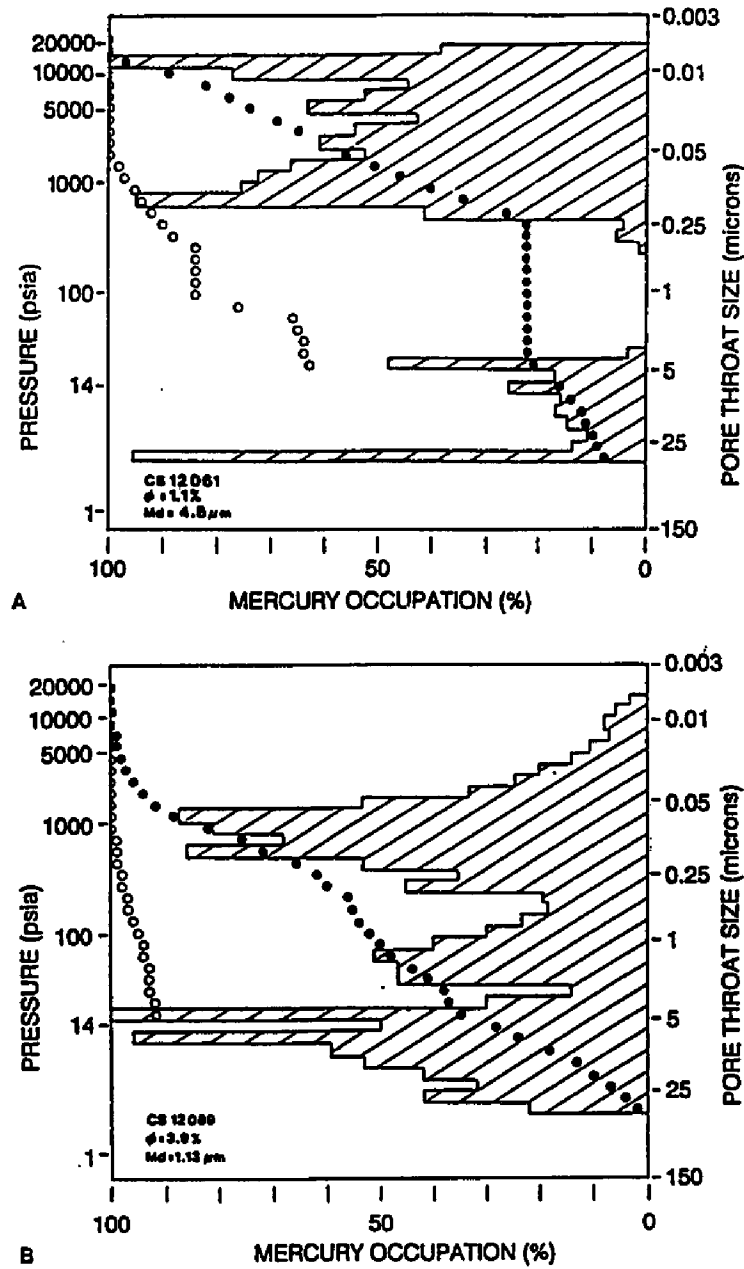 20000
10000
5000
1000
100
14
1
PRESSURE (psia)
0.003
0.01
0.05
0.25
1
5
25
150
PORE THROAT SIZE (microns)
CS 12061
ϕ = 1.1%
Md = 4.8 μm
100
50
0
MERCURY OCCUPATION (%)
A
20000
10000
5000
1000
100
14
1
PRESSURE (psia)
0.003
0.01
0.05
0.25
1
5
25
150
PORE THROAT SIZE (microns)
CS 12089
ϕ = 3.9%
Md = 1.13 μm
100
50
0
MERCURY OCCUPATION (%)
B